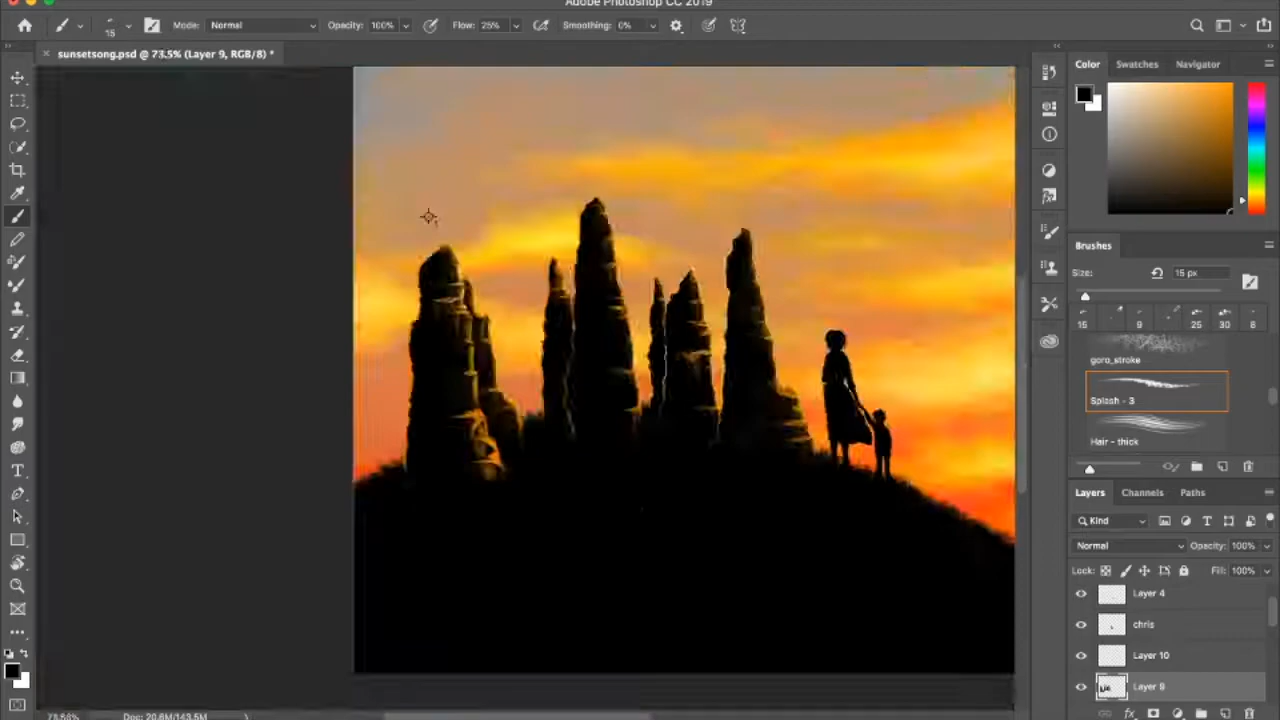 Adobe Photoshop CC 2019
15
Mode: Normal
Opacity: 100%
Flow: 25%
Smoothing: 0%
sunsetsong.psd @ 73.5% (Layer 9, RGB/8) *
Color
Swatches
Navigator
Brushes
Size:
15 px
15
9
25
30
8
goro_stroke
Splash - 3
Hair - thick
Layers
Channels
Paths
Kind
Normal
Opacity: 100%
Lock:
Fill: 100%
Layer 4
chris
Layer 10
Layer 9
Doc: 20.6M/143.5M